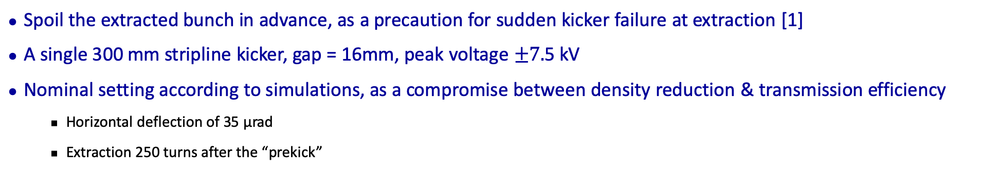 • Spoil the extracted bunch in advance, as a precaution for sudden kicker failure at extraction [1]
• A single 300 mm stripline kicker, gap = 16mm, peak voltage ±7.5 kV
• Nominal setting according to simulations, as a compromise between density reduction & transmission efficiency
▪ Horizontal deflection of 35 μrad
▪ Extraction 250 turns after the “prekick”